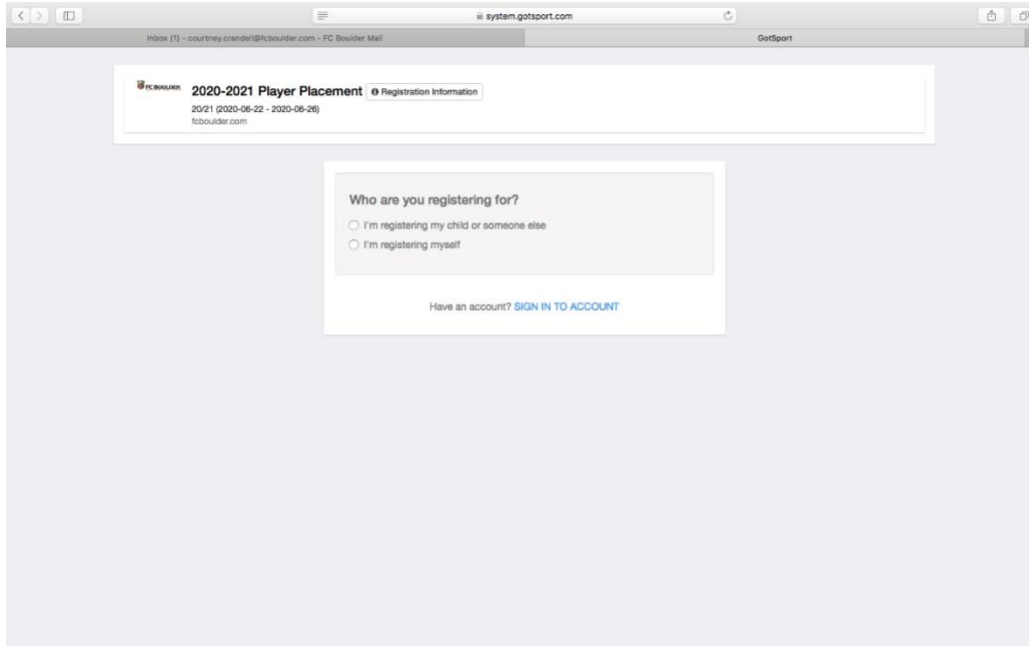 system.gotsport.com
Inbox (1) - courtney.crandell@fcboulder.com - FC Boulder Mail
GotSport
FC BOULDER
2020-2021 Player Placement Registration Information
20/21 (2020-06-22 - 2020-06-26)
fcboulder.com
Who are you registering for?
I'm registering my child or someone else
I'm registering myself
Have an account? SIGN IN TO ACCOUNT